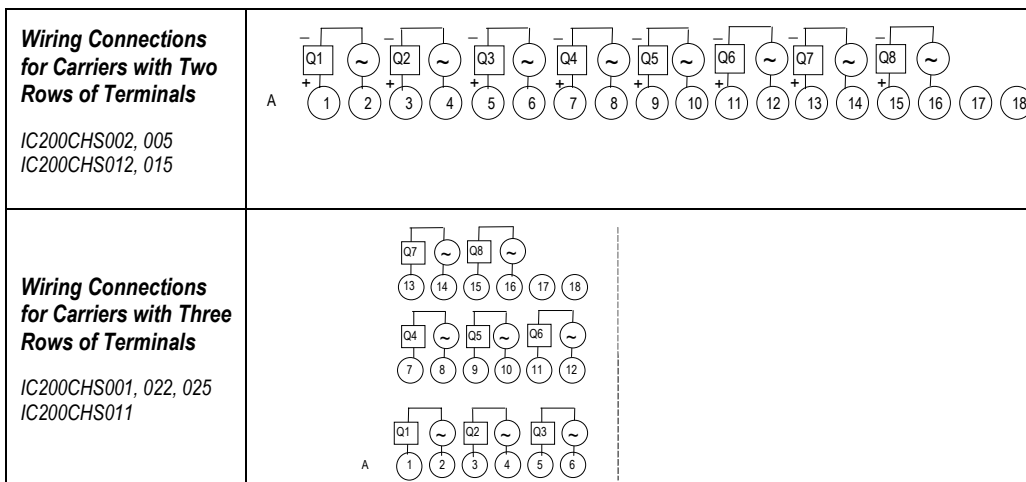 Wiring Connections
for Carriers with Two
Rows of Terminals
IC200CHS002, 005
IC200CHS012, 015
– – – – – – – –
Q1 ~ Q2 ~ Q3 ~ Q4 ~ Q5 ~ Q6 ~ Q7 ~ Q8 ~
+ + + + + + + +
A 1 2 3 4 5 6 7 8 9 10 11 12 13 14 15 16 17 18
Wiring Connections
for Carriers with Three
Rows of Terminals
IC200CHS001, 022, 025
IC200CHS011
Q7 ~ Q8 ~
13 14 15 16 17 18
Q4 ~ Q5 ~ Q6 ~
7 8 9 10 11 12
Q1 ~ Q2 ~ Q3 ~
A 1 2 3 4 5 6